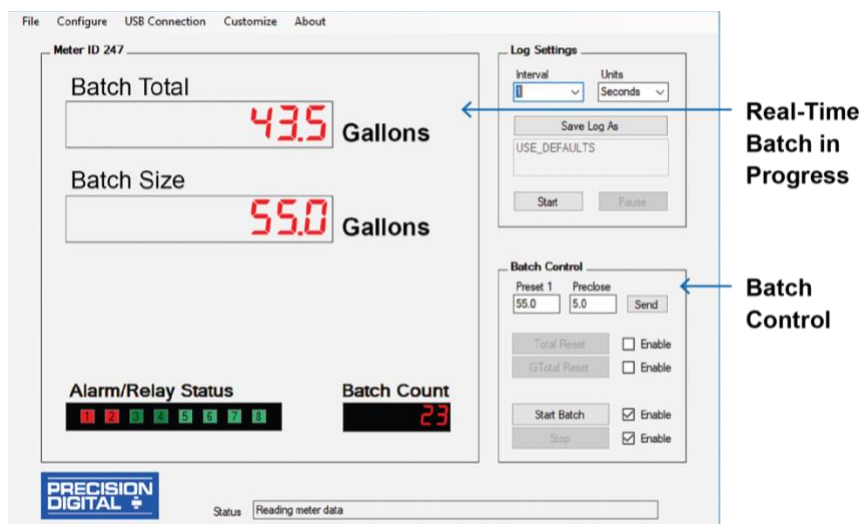 File Configure USB Connection Customize About
Meter ID 247
Batch Total
43.5 Gallons
Batch Size
55.0 Gallons
Alarm/Relay Status
1 2 3 4 5 6 7 8
Batch Count
23
PRECISION
DIGITAL
Status Reading meter data
Log Settings
Interval Units
1 Seconds
Save Log As
USE_DEFAULTS
Start Pause
Batch Control
Preset 1 Preclose
55.0 5.0 Send
Total Reset Enable
GTotal Reset Enable
Start Batch Enable
Stop Enable
Real-Time
Batch in
Progress
Batch
Control